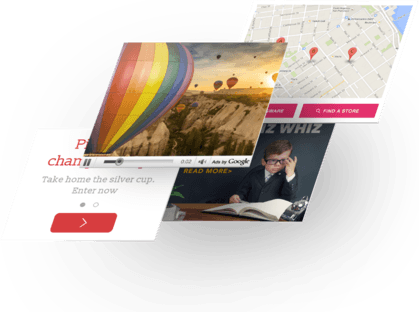 WARE
FIND A STORE
0:22
Ads by Google
IZ WHIZ
READ MORE»
P
chan
Take home the silver cup.
Enter now